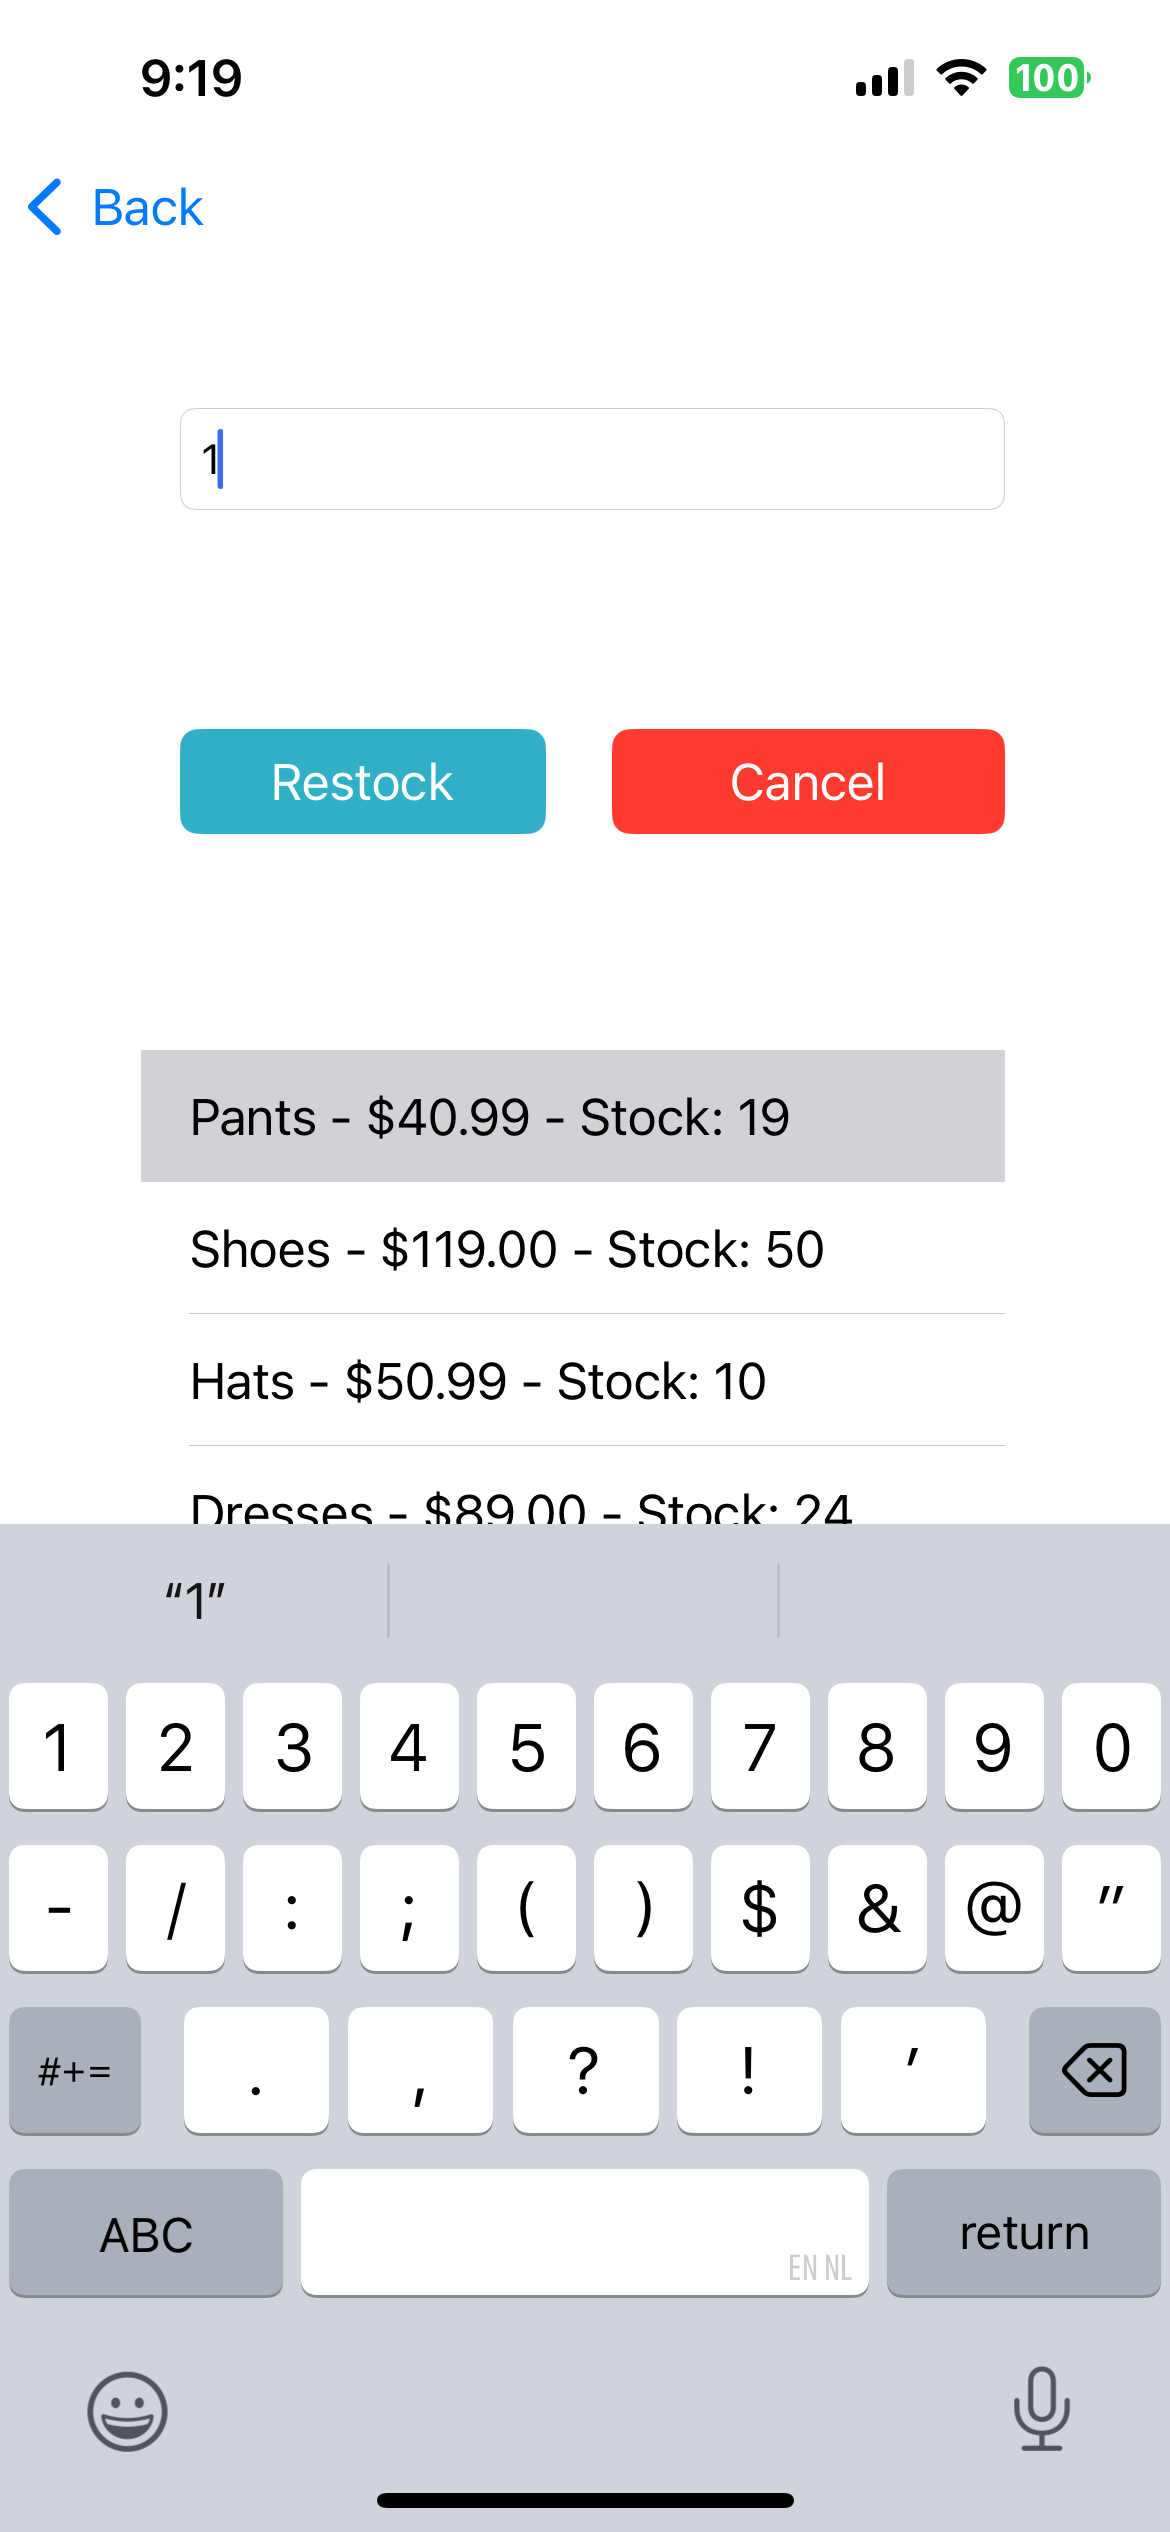 9:19 100
Back
1
Restock Cancel
Pants - $40.99 - Stock: 19
Shoes - $119.00 - Stock: 50
Hats - $50.99 - Stock: 10
Dresses - $89.00 - Stock: 24
“1”
1 2 3 4 5 6 7 8 9 0
- / : ; ( ) $ & @ "
#+= . , ? ! ’
ABC EN NL return